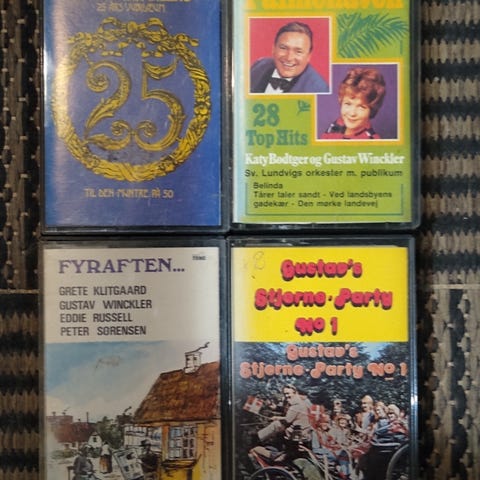 25 ÅRS JUBILÆUM
25
TIL DEN MUNTRE PÅ 50
28
Top Hits
Katy Bødtger og Gustav Winckler
Sv. Lundvigs orkester m. publikum
Belinda
Tårer taler sandt - Ved landsbyens
gadekær - Den mørke landevej
FYRAFTEN...
GRETE KLITGAARD
GUSTAV WINCKLER
EDDIE RUSSELL
PETER SØRENSEN
Gustav's
Stjerne-Party
No 1
Gustav's
Stjerne-Party No 1